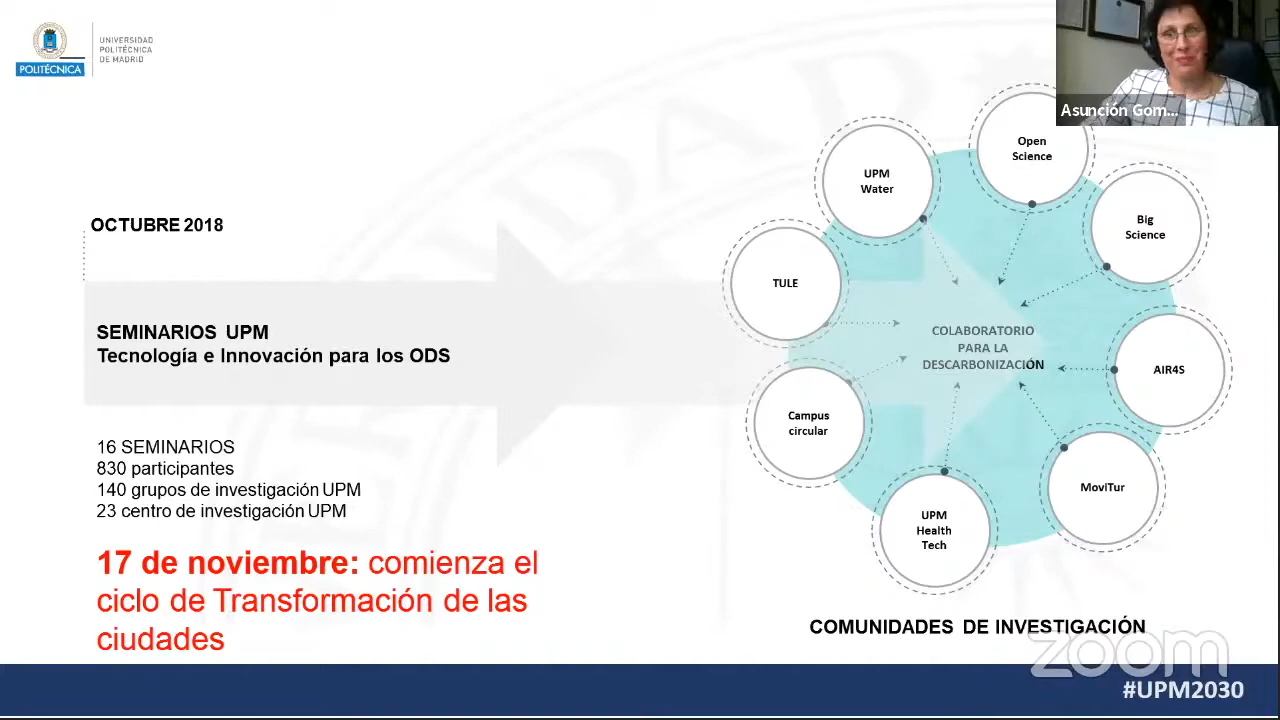 POLITÉCNICA
UNIVERSIDAD
POLITÉCNICA
DE MADRID
Asunción Gom...
OCTUBRE 2018
SEMINARIOS UPM
Tecnología e Innovación para los ODS
16 SEMINARIOS
830 participantes
140 grupos de investigación UPM
23 centro de investigación UPM
17 de noviembre: comienza el
ciclo de Transformación de las
ciudades
Open
Science
UPM
Water
Big
Science
TULE
COLABORATORIO
PARA LA
DESCARBONIZACIÓN
AIR4S
Campus
circular
MoviTur
UPM
Health
Tech
COMUNIDADES DE INVESTIGACIÓN
zoom
#UPM2030